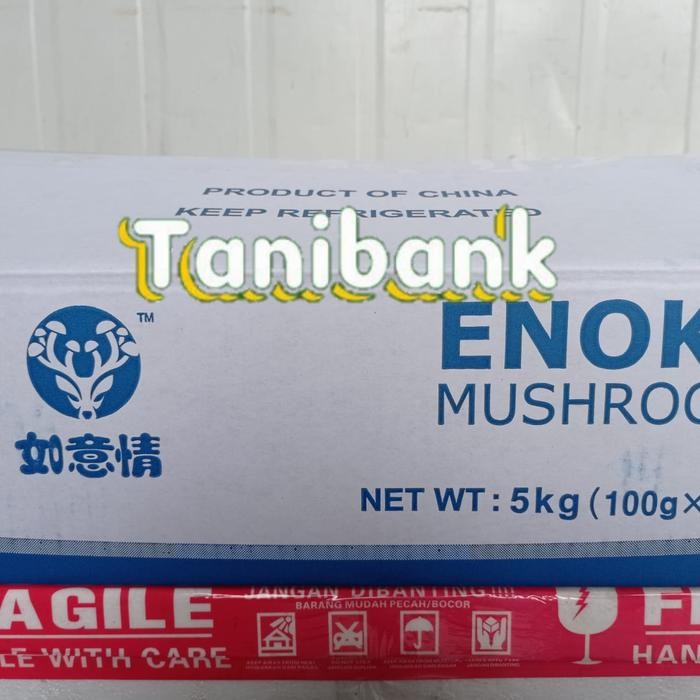 PRODUCT OF CHINA
KEEP REFRIGERATED
Tanibank
TM
ENOK
MUSHROO
如意情
NET WT: 5kg (100g×
AGILE
JANGAN DIBANTING !!!!
BARANG MUDAH PECAH/BOCOR
F
LE WITH CARE
HAN